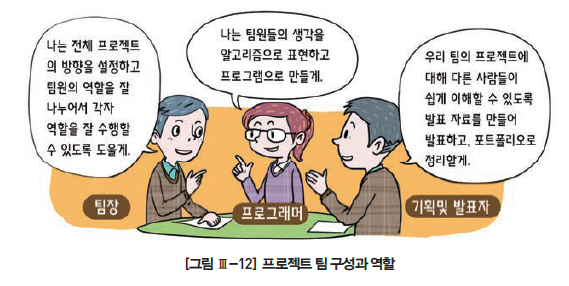 나는 전체 프로젝트
의 방향을 설정하고
팀원의 역할을 잘
나누어서 각자
역할을 잘 수행할
수 있도록 도울게.
나는 팀원들의 생각을
알고리즘으로 표현하고
프로그램으로 만들게.
우리 팀의 프로젝트에
대해 다른 사람들이
쉽게 이해할 수 있도록
발표 자료를 만들어
발표하고, 포트폴리오로
정리할게.
팀장
프로그래머
기획및 발표자
[그림 Ⅲ-12] 프로젝트 팀 구성과 역할